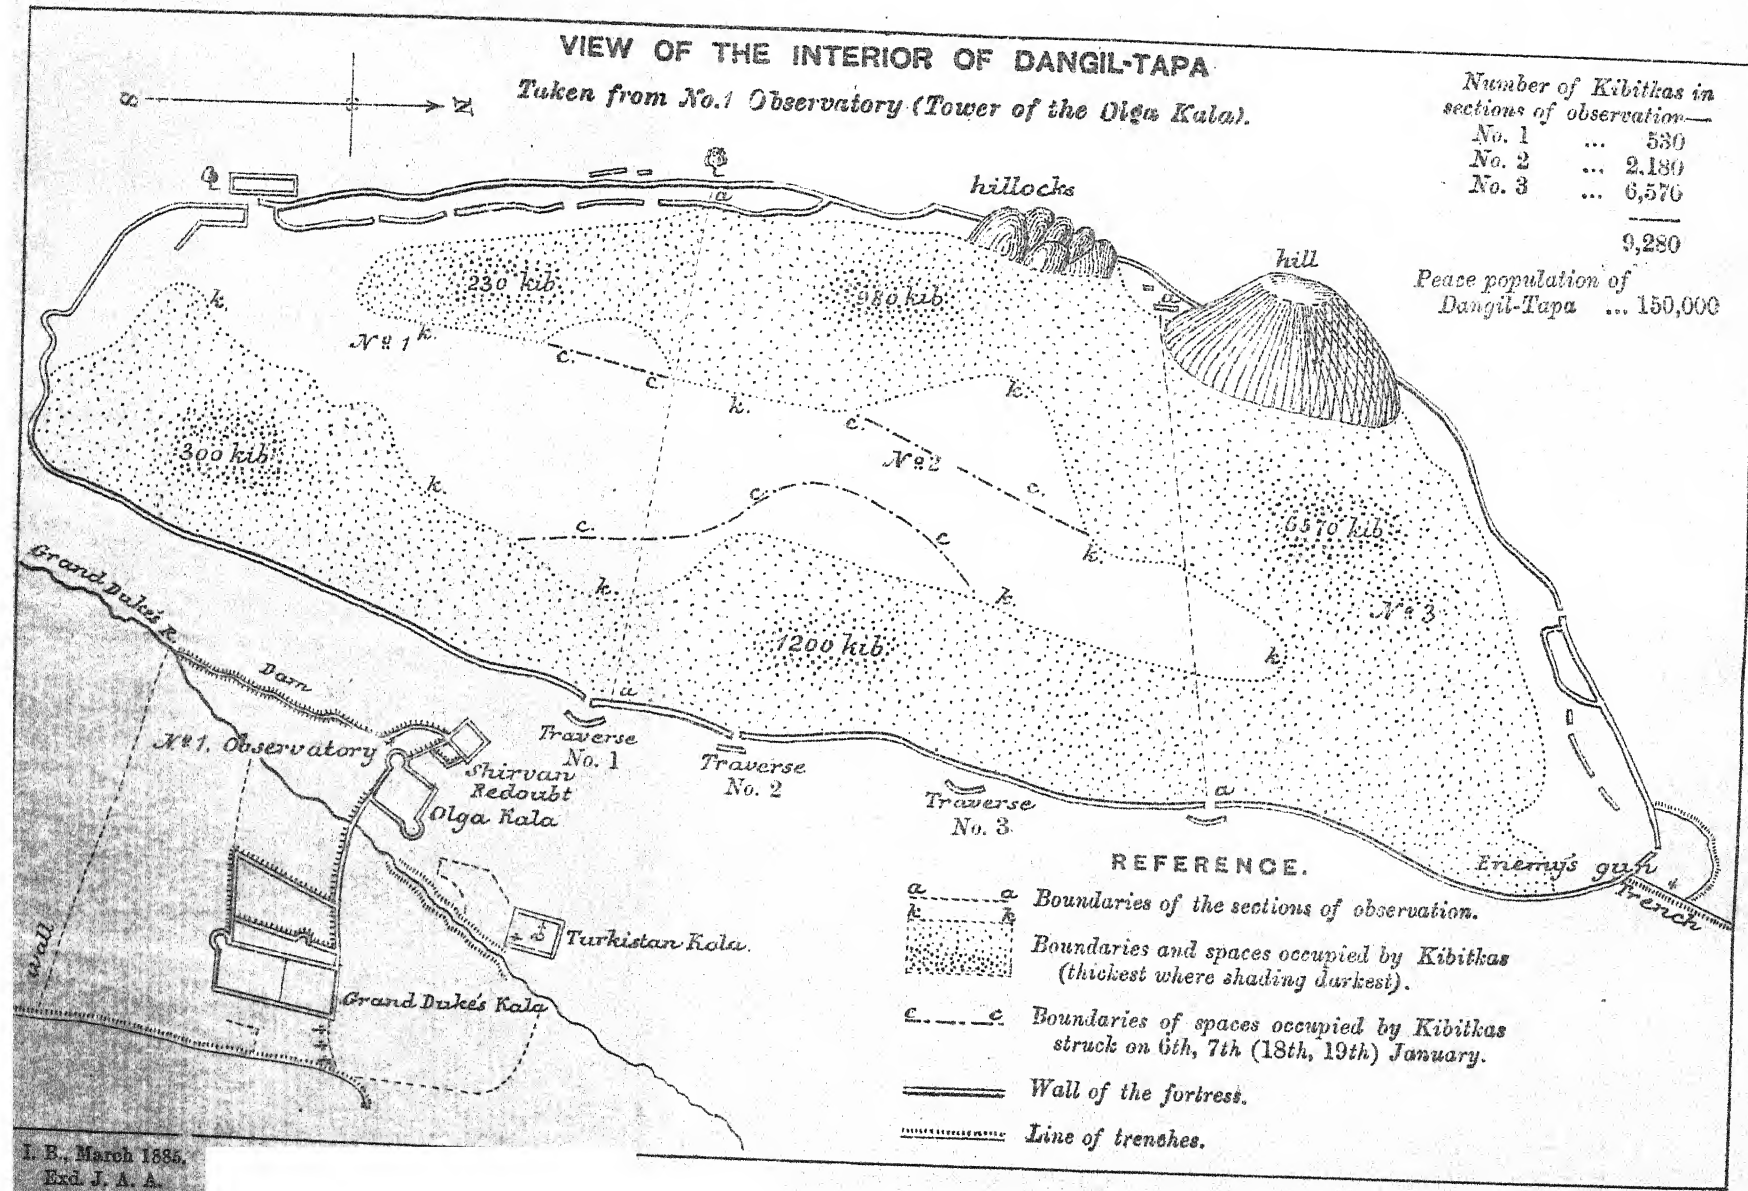 VIEW OF THE INTERIOR OF DANGIL-TAPA
Taken from No.1 Observatory (Tower of the Olga Kala).
S
N
Number of Kibitkas in
sections of observation—
No. 1 ... 530
No. 2 ... 2,180
No. 3 ... 6,570
9,280
Peace population of
Dangil-Tapa ... 150,000
hillocks
hill
a
a
230 kib.
980 kib.
k.
No 1
k.
c.
c.
k.
k.
c.
No 2
300 kib.
k.
c.
c.
c.
c
k.
6570 kib.
k.
k.
No 3
1200 kib.
k.
a
a
Grand Duke's R.
Dam
No 1. Observatory
Shirvan
Redoubt
Olga Kala
Traverse
No. 1
Traverse
No. 2
Traverse
No. 3
Enemy's gun
Trench
Wall
Turkistan Kola.
Grand Duke's Kala
REFERENCE.
a a Boundaries of the sections of observation.
k k
Boundaries and spaces occupied by Kibitkas
(thickest where shading darkest).
c c Boundaries of spaces occupied by Kibitkas
struck on 6th, 7th (18th, 19th) January.
Wall of the fortress.
Line of trenches.
I. B., March 1885.
Exd. J. A. A.